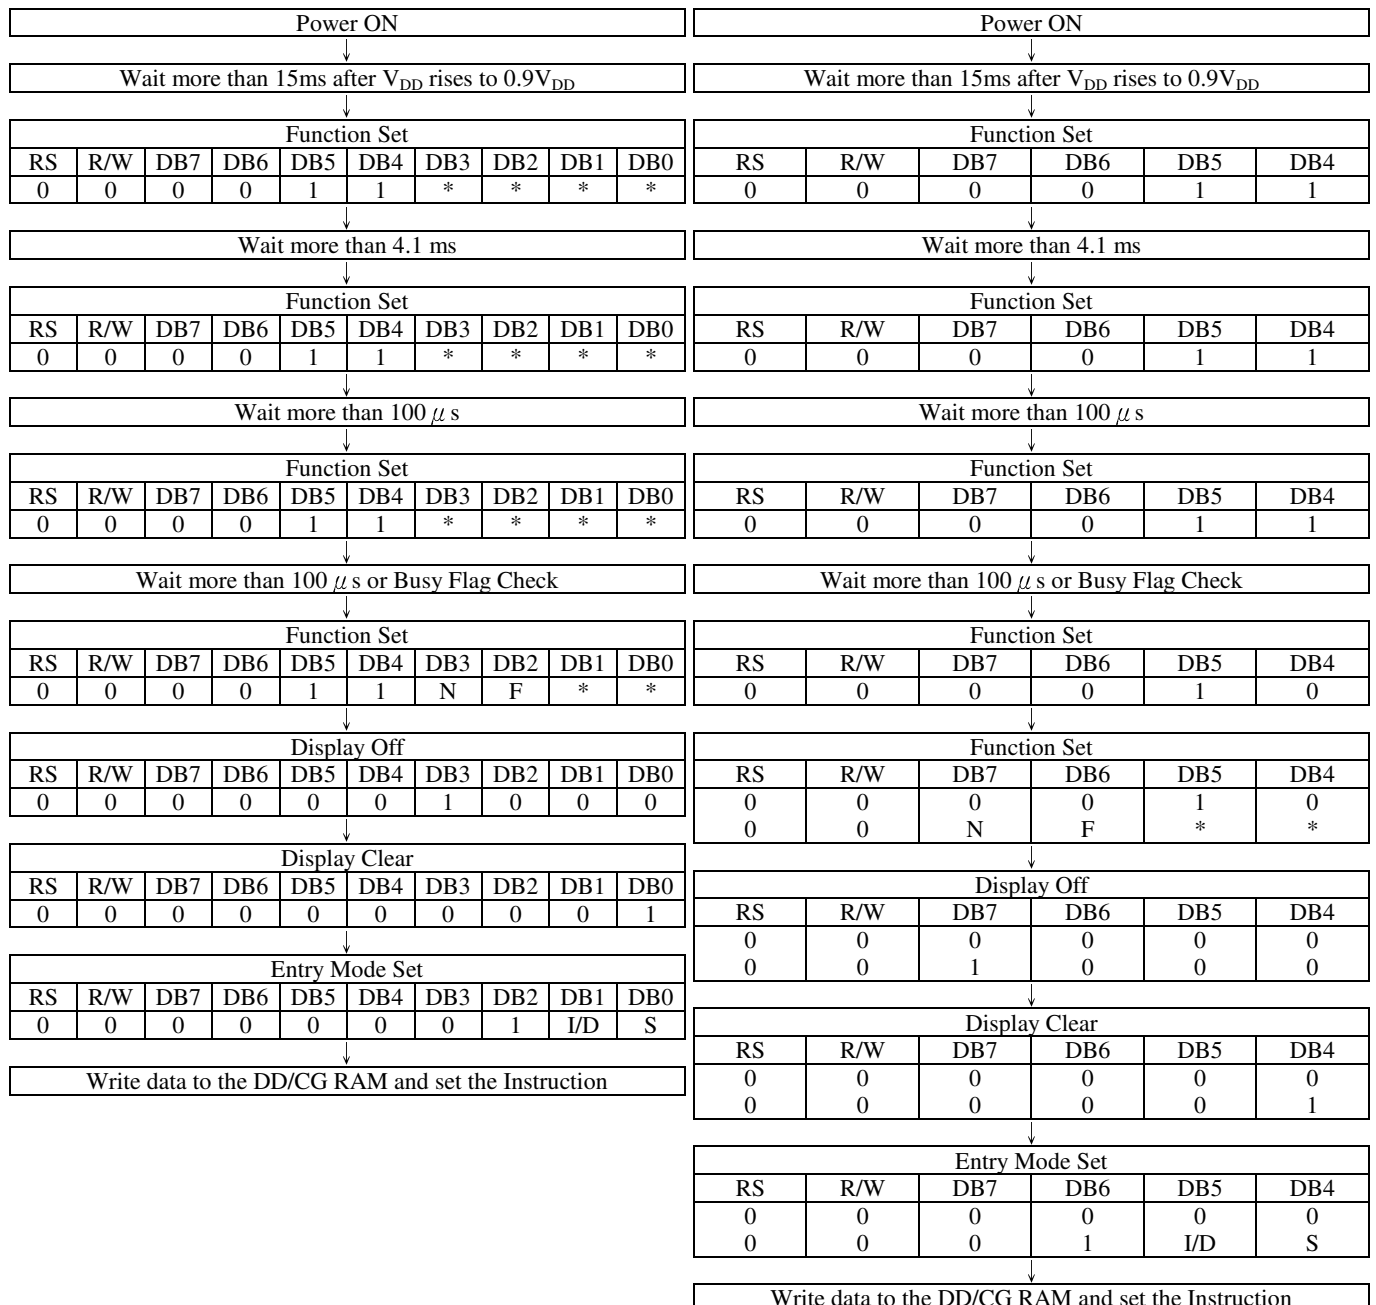 Power ON
Wait more than 15ms after VDD rises to 0.9VDD
Function Set
RS R/W DB7 DB6 DB5 DB4 DB3 DB2 DB1 DB0
0 0 0 0 1 1 * * * *
Wait more than 4.1 ms
Function Set
RS R/W DB7 DB6 DB5 DB4 DB3 DB2 DB1 DB0
0 0 0 0 1 1 * * * *
Wait more than 100 μs
Function Set
RS R/W DB7 DB6 DB5 DB4 DB3 DB2 DB1 DB0
0 0 0 0 1 1 * * * *
Wait more than 100 μs or Busy Flag Check
Function Set
RS R/W DB7 DB6 DB5 DB4 DB3 DB2 DB1 DB0
0 0 0 0 1 1 N F * *
Display Off
RS R/W DB7 DB6 DB5 DB4 DB3 DB2 DB1 DB0
0 0 0 0 0 0 1 0 0 0
Display Clear
RS R/W DB7 DB6 DB5 DB4 DB3 DB2 DB1 DB0
0 0 0 0 0 0 0 0 0 1
Entry Mode Set
RS R/W DB7 DB6 DB5 DB4 DB3 DB2 DB1 DB0
0 0 0 0 0 0 0 1 I/D S
Write data to the DD/CG RAM and set the Instruction
Power ON
Wait more than 15ms after VDD rises to 0.9VDD
Function Set
RS R/W DB7 DB6 DB5 DB4
0 0 0 0 1 1
Wait more than 4.1 ms
Function Set
RS R/W DB7 DB6 DB5 DB4
0 0 0 0 1 1
Wait more than 100 μs
Function Set
RS R/W DB7 DB6 DB5 DB4
0 0 0 0 1 1
Wait more than 100 μs or Busy Flag Check
Function Set
RS R/W DB7 DB6 DB5 DB4
0 0 0 0 1 0
Function Set
RS R/W DB7 DB6 DB5 DB4
0 0 0 0 1 0
0 0 N F * *
Display Off
RS R/W DB7 DB6 DB5 DB4
0 0 0 0 0 0
0 0 1 0 0 0
Display Clear
RS R/W DB7 DB6 DB5 DB4
0 0 0 0 0 0
0 0 0 0 0 1
Entry Mode Set
RS R/W DB7 DB6 DB5 DB4
0 0 0 0 0 0
0 0 0 1 I/D S
Write data to the DD/CG RAM and set the Instruction